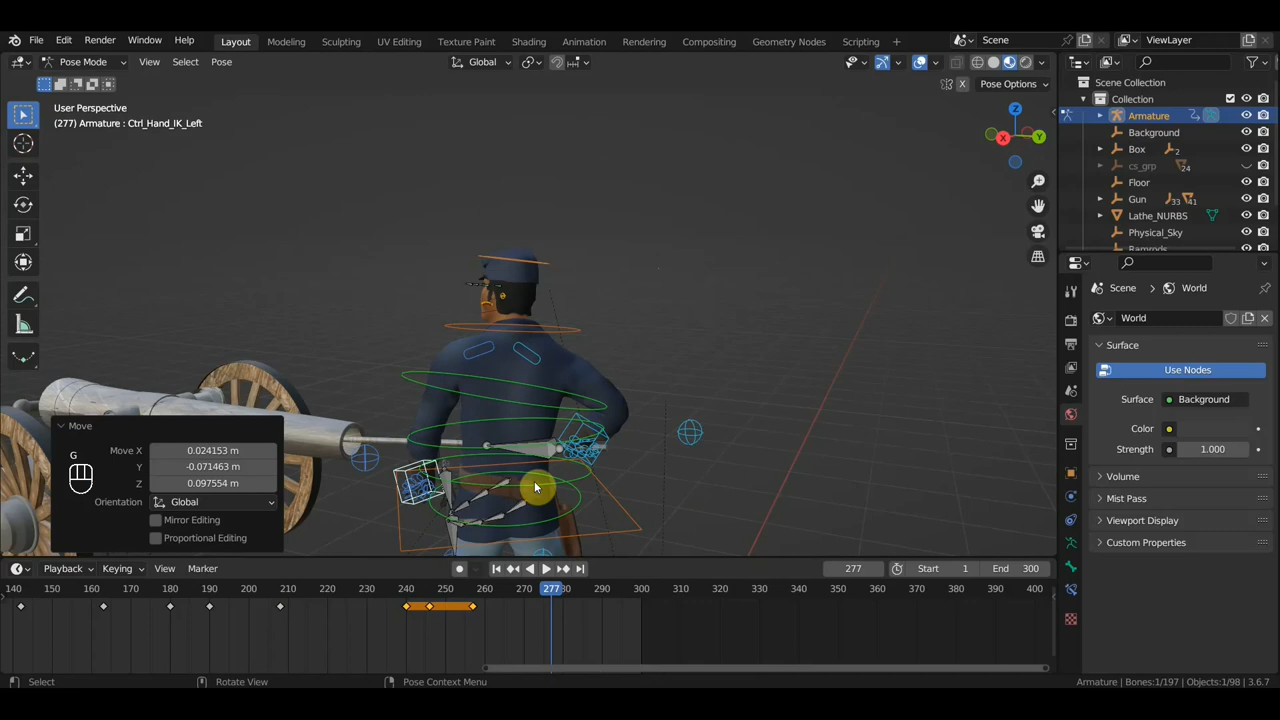 File Edit Render Window Help Layout Modeling Sculpting UV Editing Texture Paint Shading Animation Rendering Compositing Geometry Nodes Scripting + Scene ViewLayer
Pose Mode View Select Pose Global
X Pose Options
User Perspective
(277) Armature : Ctrl_Hand_IK_Left
Z
X Y
Scene Collection
Collection
Armature
Background
Box 2
cs_grp 24
Floor
Gun 33 41
Lathe_NURBS
Physical_Sky
Scene World
World
Surface
Use Nodes
Surface Background
Color
Strength 1.000
Volume
Mist Pass
Viewport Display
Custom Properties
Move
G
Move X 0.024153 m
Y -0.071463 m
Z 0.097554 m
Orientation Global
Mirror Editing
Proportional Editing
Playback Keying View Marker 277 Start 1 End 300
140 150 160 170 180 190 200 210 220 230 240 250 260 270 277 80 290 300 310 320 330 340 350 360 370 380 390 400
Select Rotate View Pose Context Menu Armature | Bones:1/197 | Objects:1/98 | 3.6.7